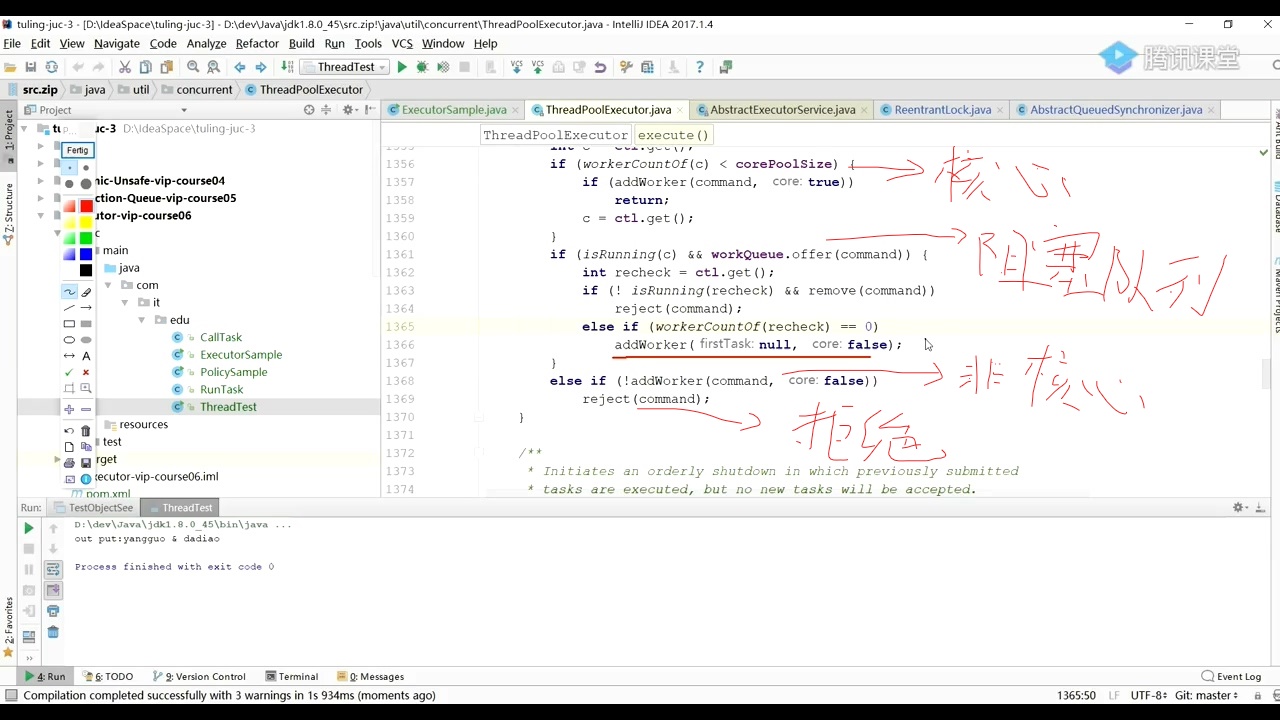 tuling-juc-3 - [D:\IdeaSpace\tuling-juc-3] - D:\dev\Java\jdk1.8.0_45\src.zip!\java\util\concurrent\ThreadPoolExecutor.java - IntelliJ IDEA 2017.1.4
File Edit View Navigate Code Analyze Refactor Build Run Tools VCS Window Help
ThreadTest
腾讯课堂
src.zip java util concurrent ThreadPoolExecutor
Project
ExecutorSample.java ThreadPoolExecutor.java AbstractExecutorService.java ReentrantLock.java AbstractQueuedSynchronizer.java
ThreadPoolExecutor execute()
1: Project
Z: Structure
2: Favorites
juc-3 D:\IdeaSpace\tuling-juc-3
Fertig
nic-Unsafe-vip-course04
ction-Queue-vip-course05
utor-vip-course06
main
java
com
it
edu
CallTask
ExecutorSample
PolicySample
RunTask
ThreadTest
resources
test
arget
ecutor-vip-course06.iml
pom.xml
1356 if (workerCountOf(c) < corePoolSize) {
1357 if (addWorker(command, core: true))
1358 return;
1359 c = ctl.get();
1360 }
1361 if (isRunning(c) && workQueue.offer(command)) {
1362 int recheck = ctl.get();
1363 if (! isRunning(recheck) && remove(command))
1364 reject(command);
1365 else if (workerCountOf(recheck) == 0)
1366 addWorker( firstTask: null, core: false);
1367 }
1368 else if (!addWorker(command, core: false))
1369 reject(command);
1370 }
1371
1372 /**
1373 * Initiates an orderly shutdown in which previously submitted
1374 * tasks are executed, but no new tasks will be accepted.
核心
阻塞队列
非核心
拒绝
Run: TestObjectSee ThreadTest
D:\dev\Java\jdk1.8.0_45\bin\java ...
out put:yangguo & dadiao
Process finished with exit code 0
4: Run 6: TODO 9: Version Control Terminal 0: Messages Event Log
Compilation completed successfully with 3 warnings in 1s 934ms (moments ago) 1365:50 LF UTF-8 Git: master